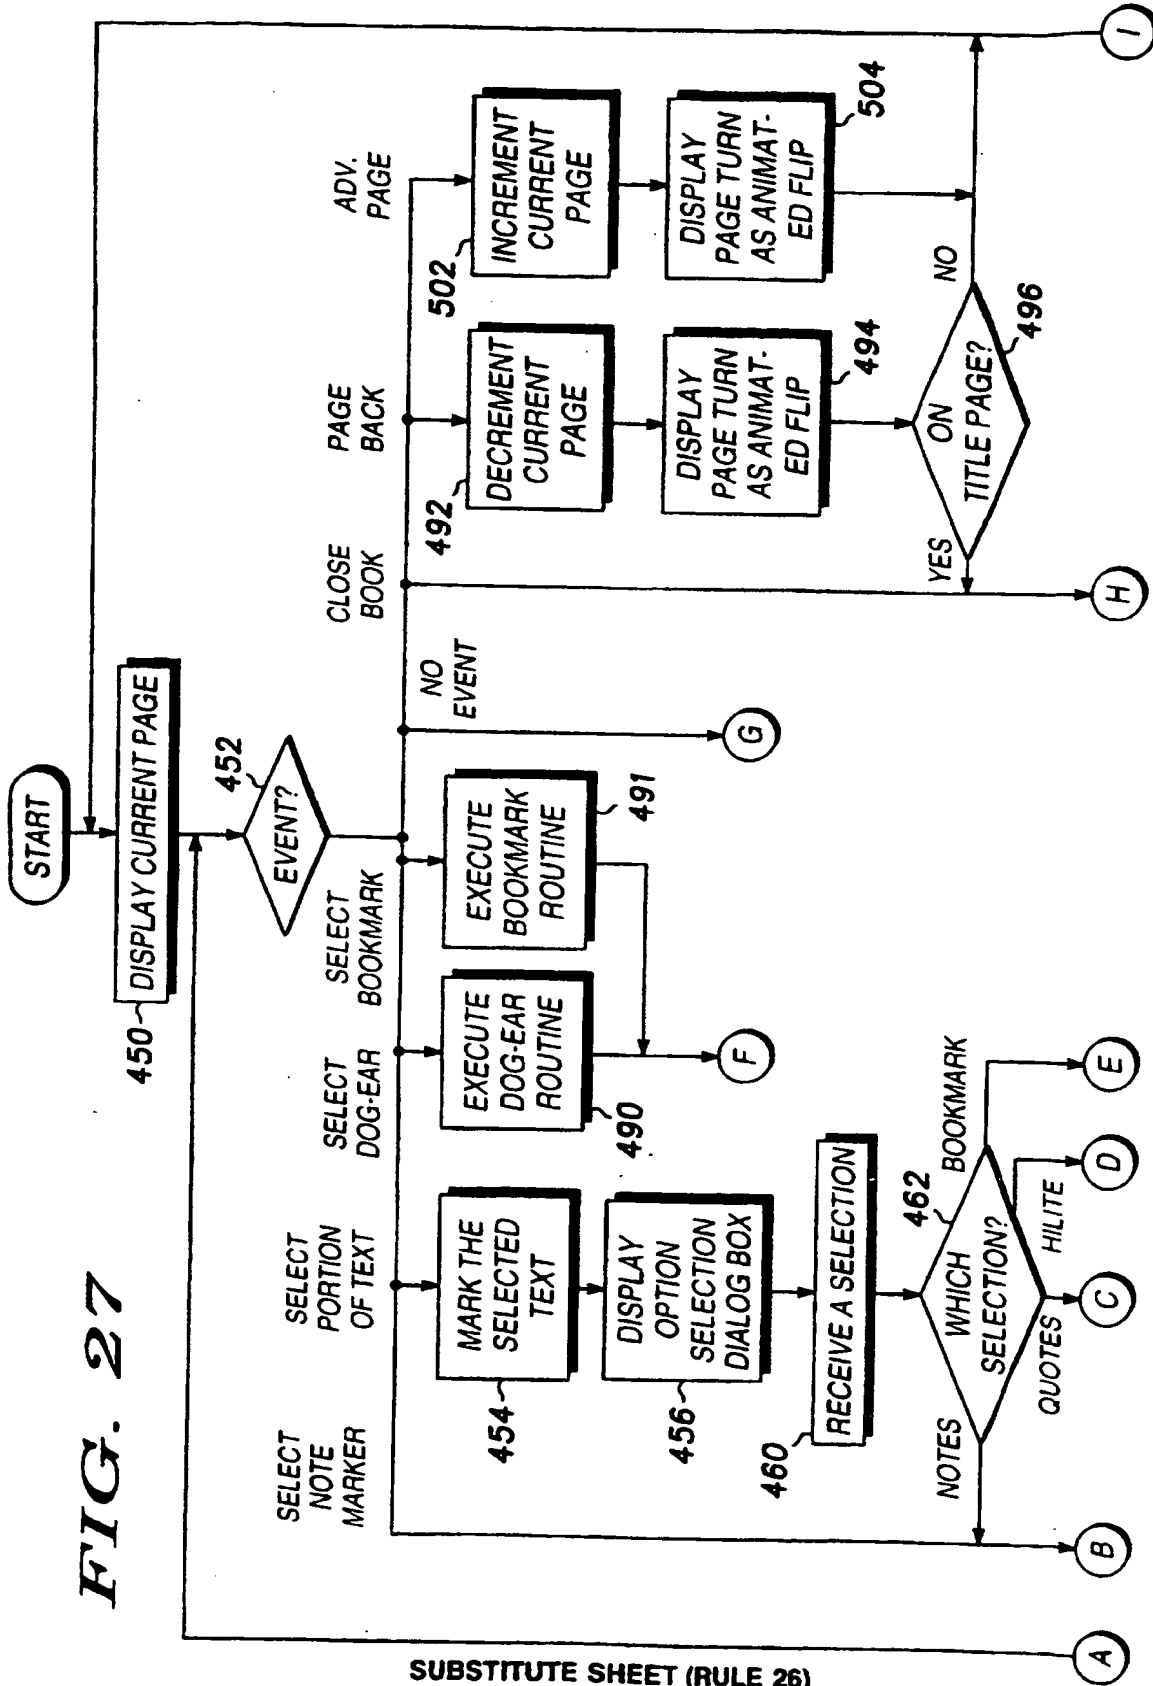 FIG. 27
START
450
DISPLAY CURRENT PAGE
452
EVENT?
SELECT
NOTE
MARKER
SELECT
PORTION
OF TEXT
SELECT
DOG-EAR
SELECT
BOOKMARK
NO
EVENT
CLOSE
BOOK
PAGE
BACK
ADV.
PAGE
454
MARK THE
SELECTED
TEXT
490
EXECUTE
DOG-EAR
ROUTINE
491
EXECUTE
BOOKMARK
ROUTINE
492
DECREMENT
CURRENT
PAGE
502
INCREMENT
CURRENT
PAGE
456
DISPLAY
OPTION
SELECTION
DIALOG BOX
F
G
494
DISPLAY
PAGE TURN
AS ANIMAT-
ED FLIP
504
DISPLAY
PAGE TURN
AS ANIMAT-
ED FLIP
460
RECEIVE A SELECTION
462
WHICH
SELECTION?
NOTES
QUOTES
HILITE
BOOKMARK
YES
ON
TITLE PAGE?
NO
496
A
B
C
D
E
H
I
SUBSTITUTE SHEET (RULE 26)